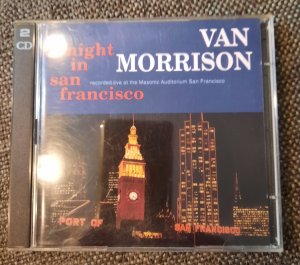 2
CD
night
in
san
francisco
VAN
MORRISON
recorded live at the Masonic Auditorium San Francisco
PORT OF
SAN FRANCISCO